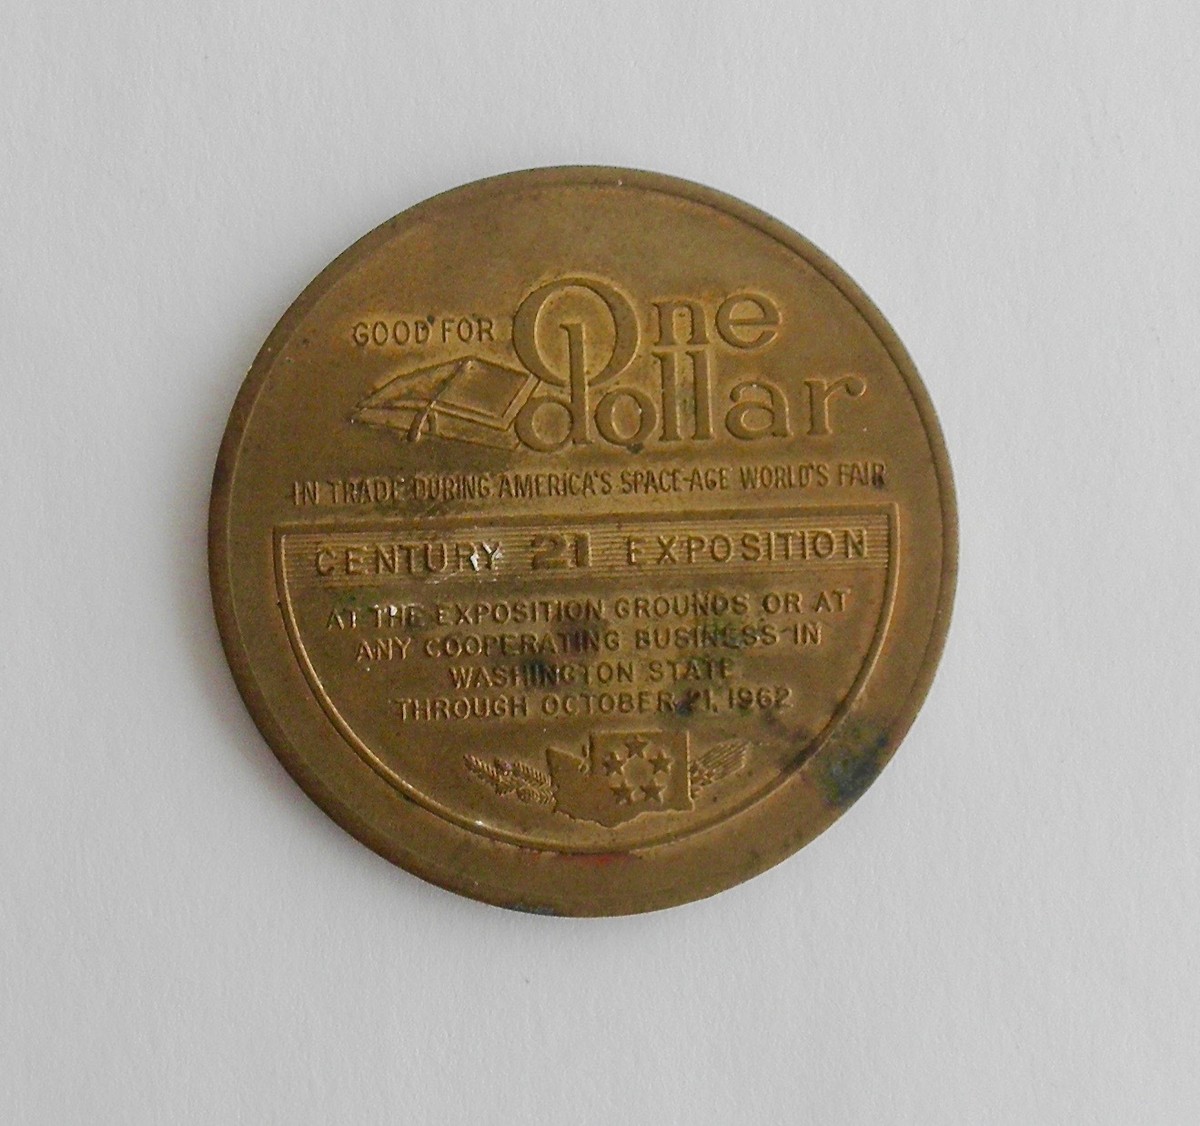 GOOD FOR One
dollar
IN TRADE DURING AMERICA'S SPACE-AGE WORLD'S FAIR
CENTURY 21 EXPOSITION
AT THE EXPOSITION GROUNDS OR AT
ANY COOPERATING BUSINESS IN
WASHINGTON STATE
THROUGH OCTOBER 21, 1962